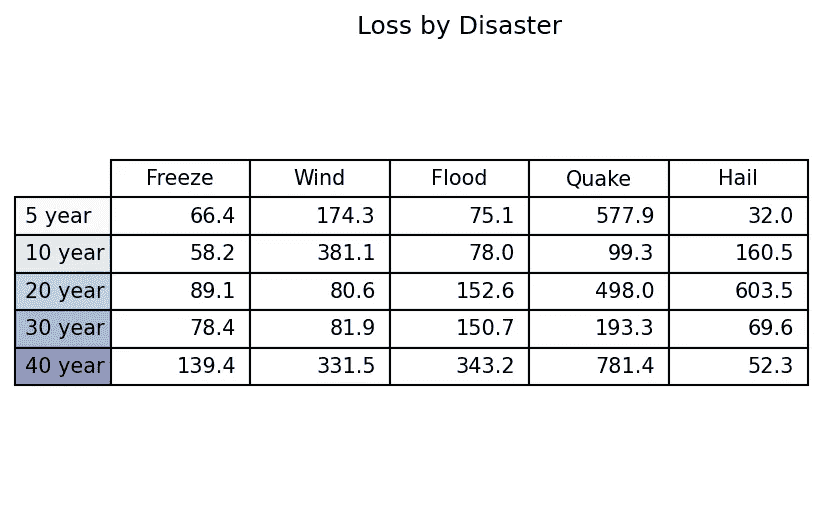 Loss by Disaster
Freeze Wind Flood Quake Hail
5 year 66.4 174.3 75.1 577.9 32.0
10 year 58.2 381.1 78.0 99.3 160.5
20 year 89.1 80.6 152.6 498.0 603.5
30 year 78.4 81.9 150.7 193.3 69.6
40 year 139.4 331.5 343.2 781.4 52.3